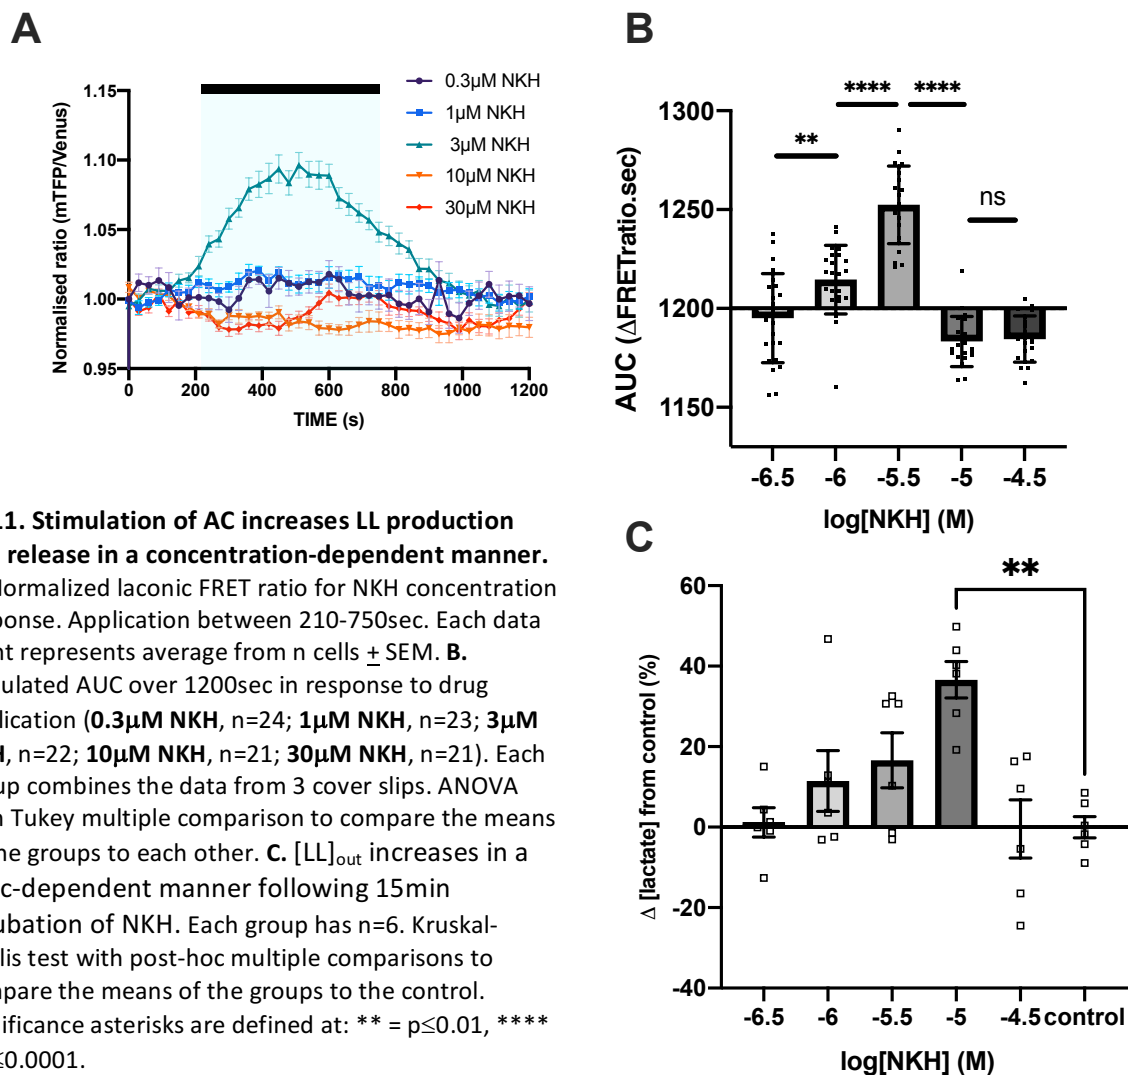 A
1.15
1.10
1.05
1.00
0.95
Normalised ratio (mTFP/Venus)
0 200 400 600 800 1000 1200
TIME (s)
0.3µM NKH
1µM NKH
3µM NKH
10µM NKH
30µM NKH
B
1300
1250
1200
1150
AUC (ΔFRETratio.sec)
**
****
****
ns
-6.5 -6 -5.5 -5 -4.5
log[NKH] (M)
.1. Stimulation of AC increases LL production
release in a concentration-dependent manner.
Normalized laconic FRET ratio for NKH concentration
ponse. Application between 210-750sec. Each data
nt represents average from n cells ± SEM. B.
ulated AUC over 1200sec in response to drug
lication (0.3µM NKH, n=24; 1µM NKH, n=23; 3µM
H, n=22; 10µM NKH, n=21; 30µM NKH, n=21). Each
up combines the data from 3 cover slips. ANOVA
h Tukey multiple comparison to compare the means
he groups to each other. C. [LL]out increases in a
c-dependent manner following 15min
ubation of NKH. Each group has n=6. Kruskal-
lis test with post-hoc multiple comparisons to
pare the means of the groups to the control.
ificance asterisks are defined at: ** = p≤0.01, ****
≤0.0001.
C
60
40
20
0
-20
-40
Δ [lactate] from control (%)
**
-6.5 -6 -5.5 -5 -4.5 control
log[NKH] (M)